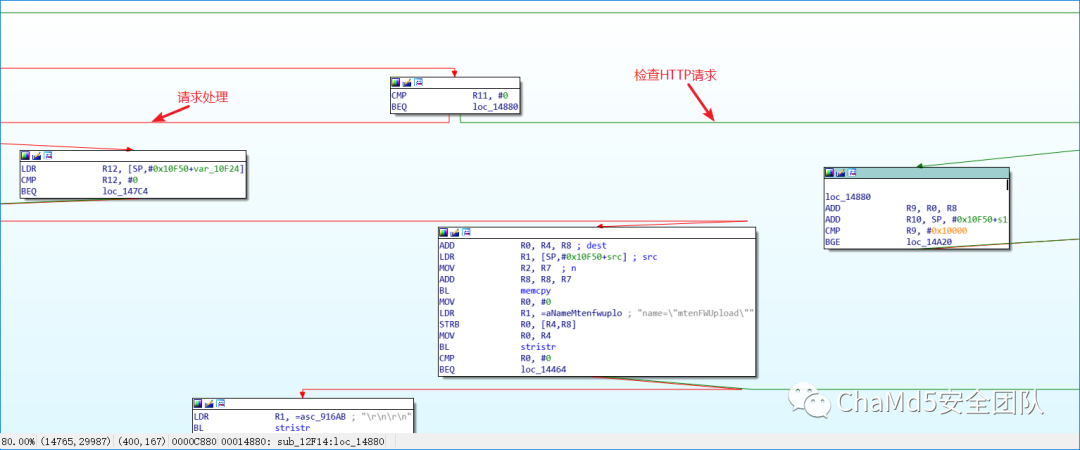 检查HTTP请求
请求处理
CMP R11, #0
BEQ loc_14880
LDR R12, [SP,#0x10F50+var_10F24]
CMP R12, #0
BEQ loc_147C4
loc_14880
ADD R9, R0, R8
ADD R10, SP, #0x10F50+s1
CMP R9, #0x10000
BGE loc_14A20
ADD R0, R4, R8 ; dest
LDR R1, [SP,#0x10F50+src] ; src
MOV R2, R7 ; n
ADD R8, R8, R7
BL memcpy
MOV R0, #0
LDR R1, =aNameMtenfwuplo ; "name=\"mtenFWUpload\""
STRB R0, [R4,R8]
MOV R0, R4
BL stristr
CMP R0, #0
BEQ loc_14464
LDR R1, =asc_916AB ; "\r\n\r\n"
BL stristr
ChaMd5安全团队
80.00% (14765,29987) (400,167) 0000C880 00014880: sub_12F14:loc_14880